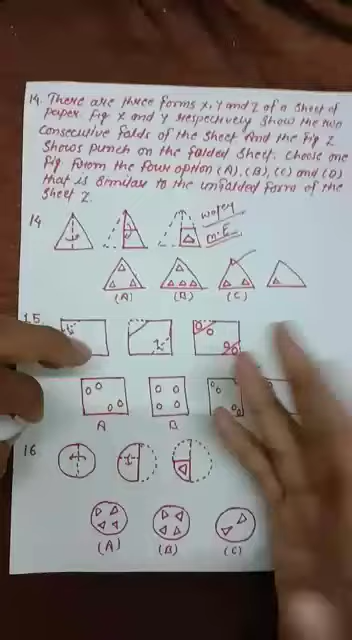 14. There are three forms X, Y and Z of a sheet of
paper. Fig X and Y respectively show the two
consecutive folds of the sheet and the fig Z
shows punch on the folded sheet. Choose one
fig from the four option (A), (B), (C) and (D)
that is similar to the unfolded form of the
sheet Z.
14
(A) (B) (C)
15
A B
16
(A) (B) (C)